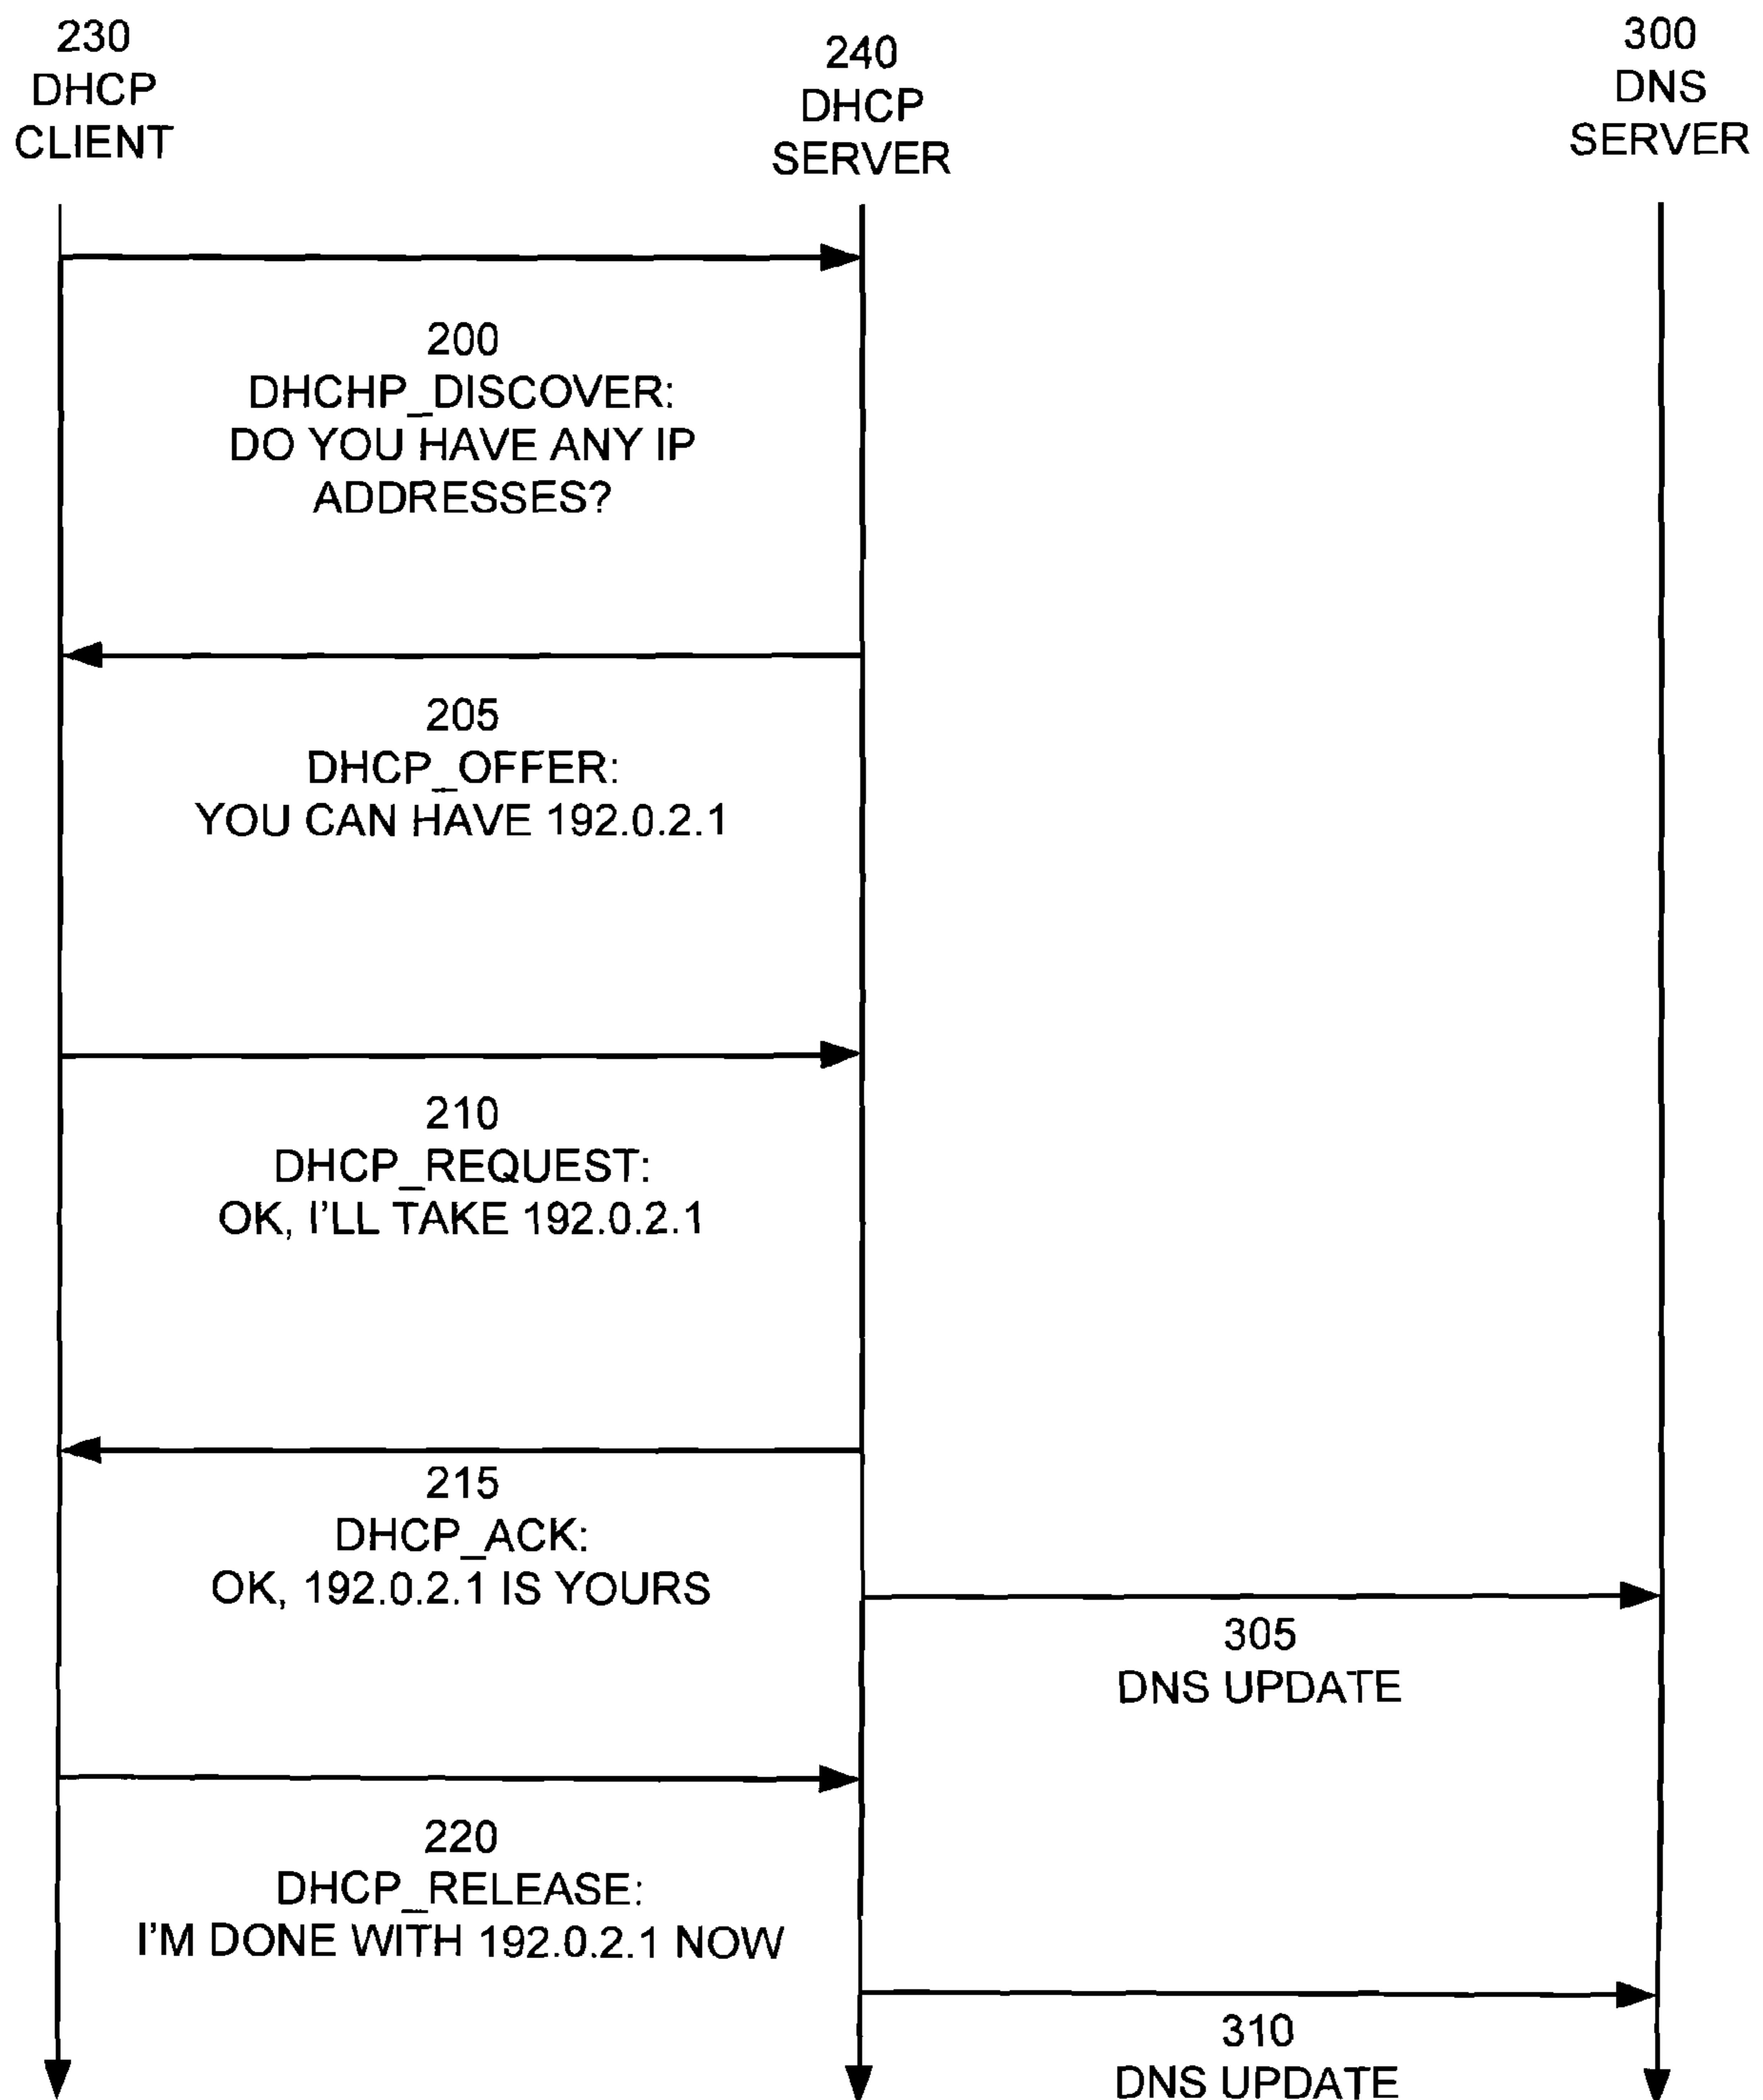 230
DHCP
CLIENT
240
DHCP
SERVER
300
DNS
SERVER
200
DHCHP_DISCOVER:
DO YOU HAVE ANY IP
ADDRESSES?
205
DHCP_OFFER:
YOU CAN HAVE 192.0.2.1
210
DHCP_REQUEST:
OK, I'LL TAKE 192.0.2.1
215
DHCP_ACK:
OK, 192.0.2.1 IS YOURS
305
DNS UPDATE
220
DHCP_RELEASE:
I'M DONE WITH 192.0.2.1 NOW
310
DNS UPDATE